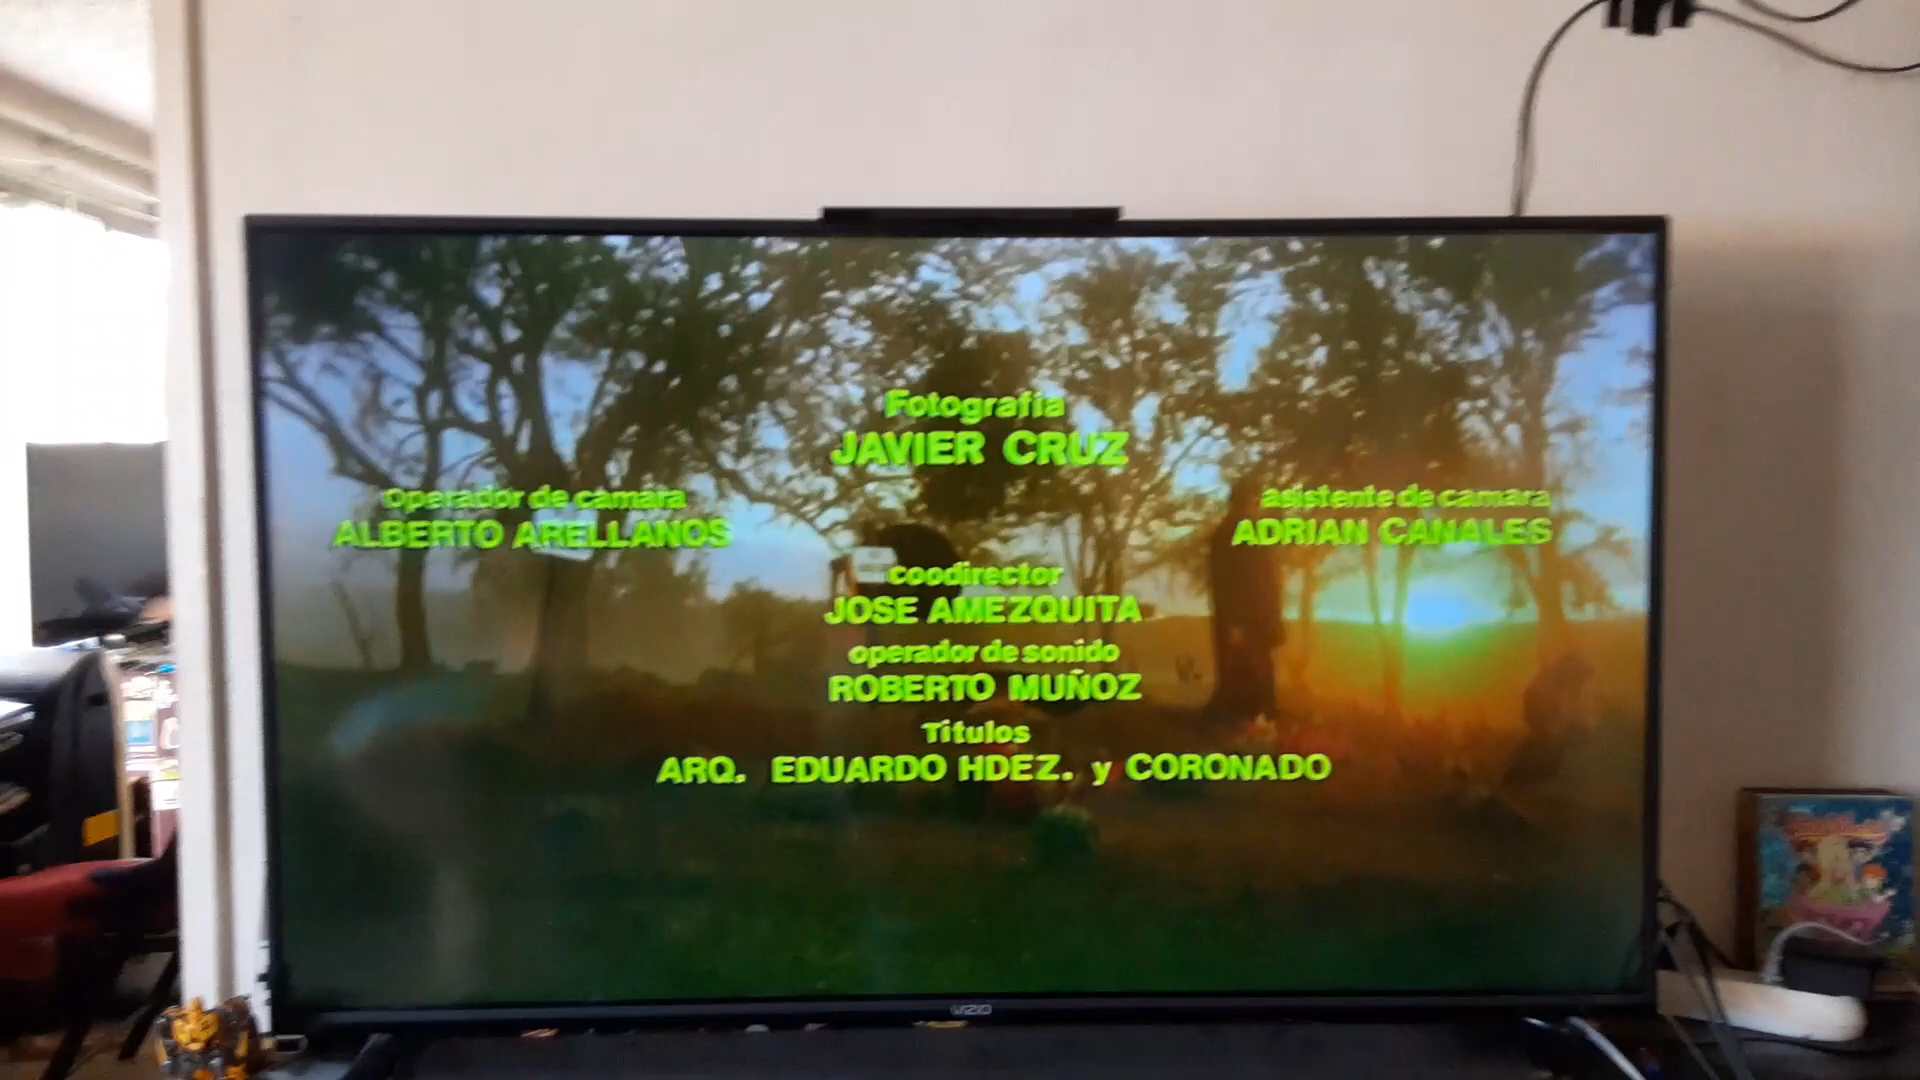 Fotografia
JAVIER CRUZ
Operador de camara
ALBERTO ARELLANOS
asistente de camara
ADRIAN CANALES
coodirector
JOSE AMEZQUITA
operador de sonido
ROBERTO MUÑOZ
Titulos
ARQ. EDUARDO HDEZ. y CORONADO
VIZIO